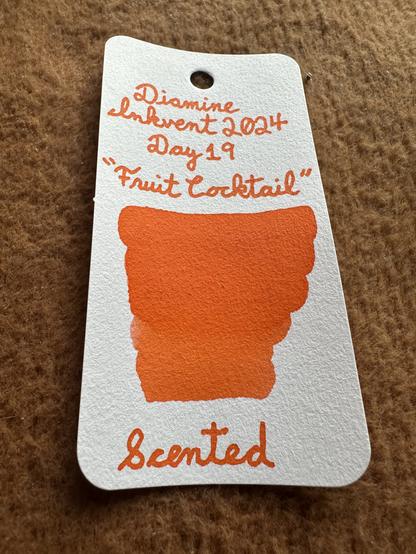 Diamine
Inkvent 2024
Day 19
"Fruit Cocktail"
Scented